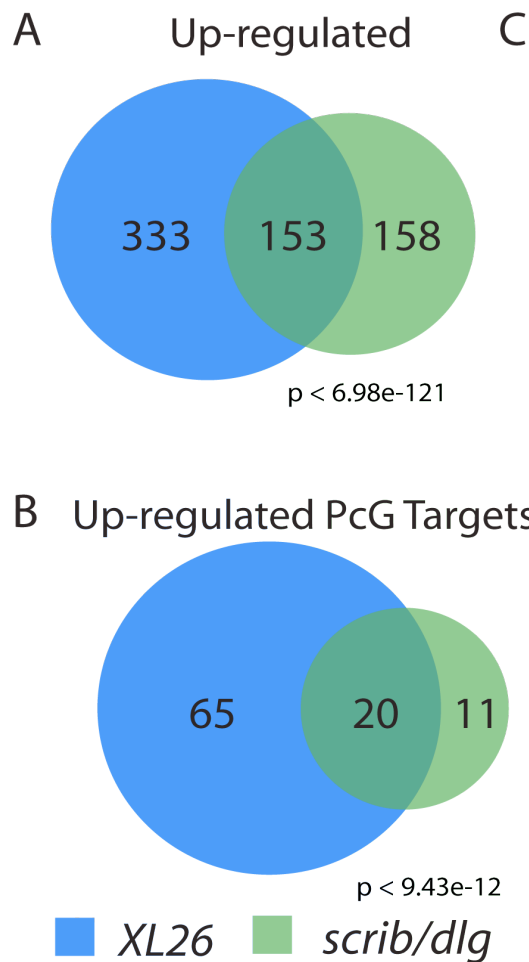 A Up-regulated C
333 153 158
p < 6.98e-121
B Up-regulated PcG Targets
65 20 11
p < 9.43e-12
XL26 scrib/dlg